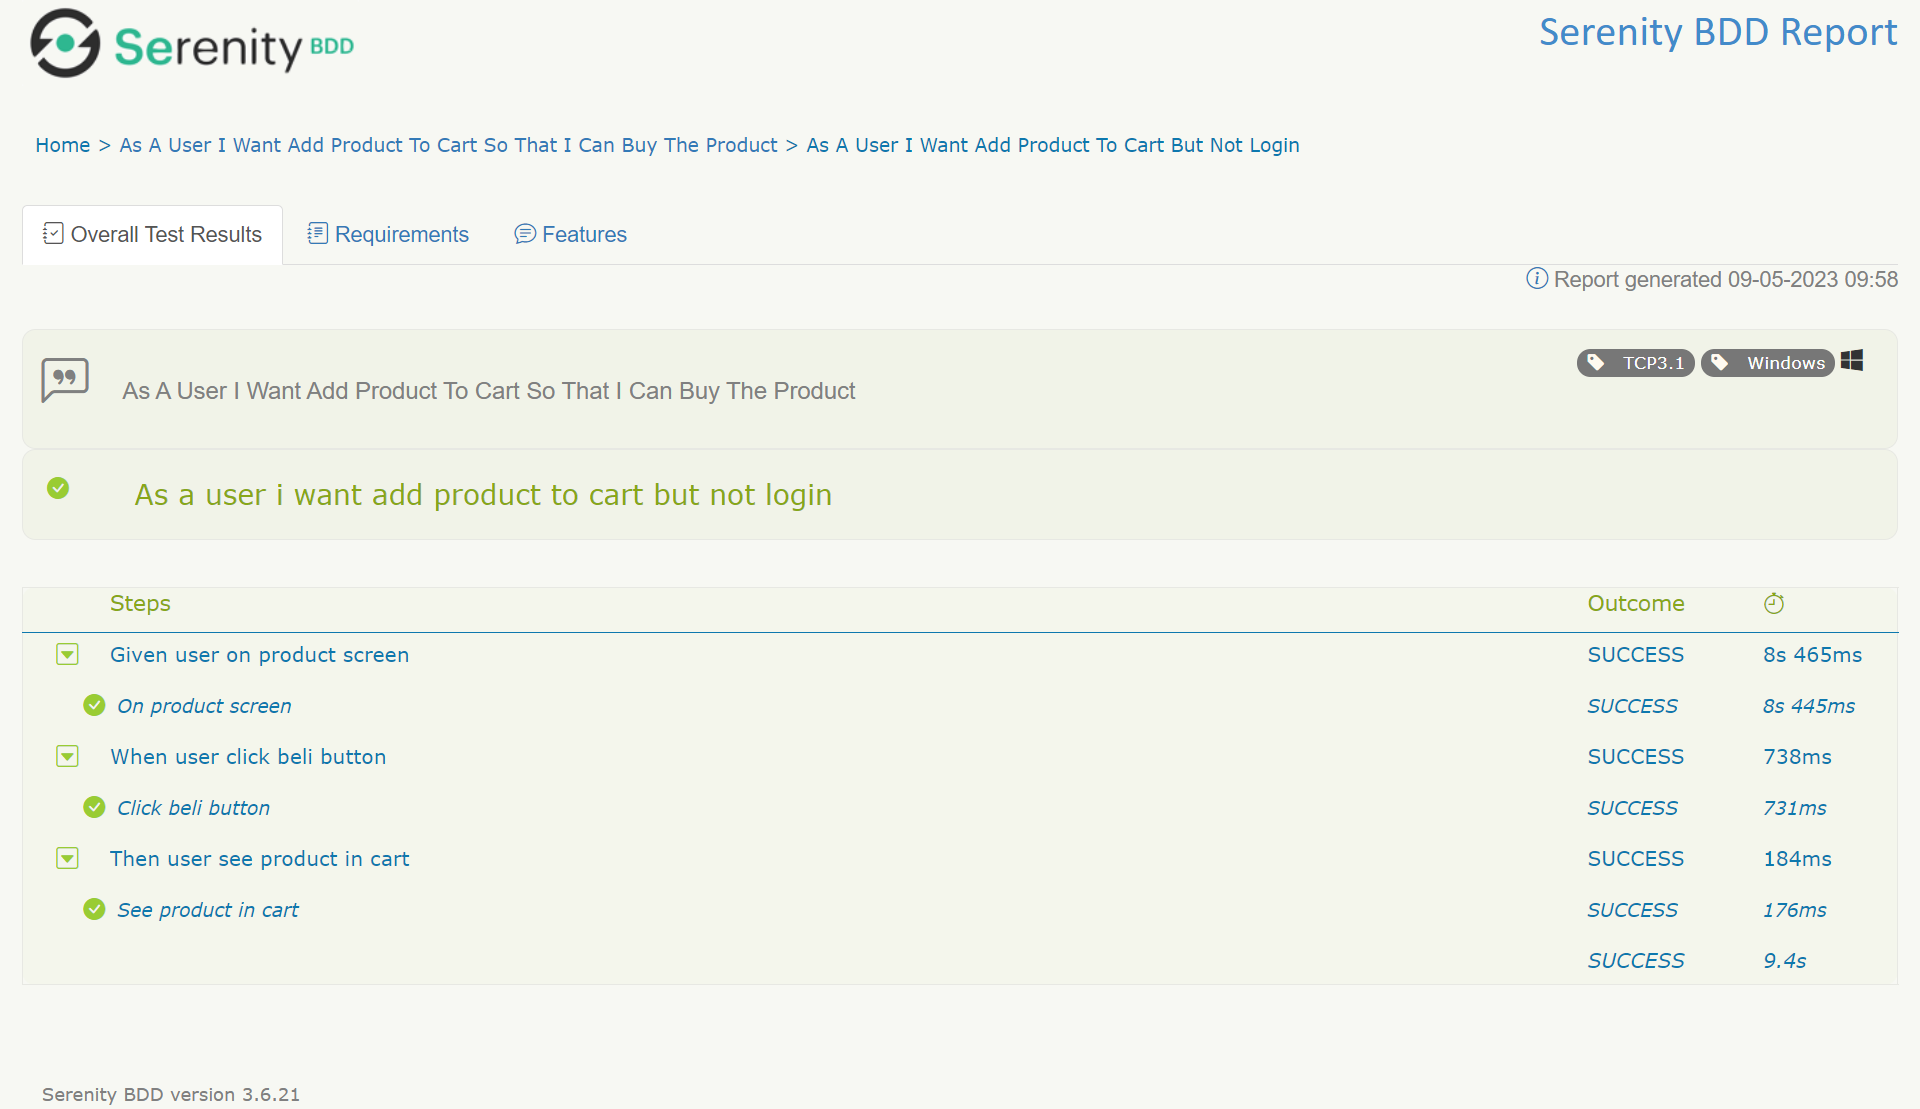 Serenity BDD
Serenity BDD Report
Home > As A User I Want Add Product To Cart So That I Can Buy The Product > As A User I Want Add Product To Cart But Not Login
Overall Test Results Requirements Features
Report generated 09-05-2023 09:58
TCP3.1 Windows
As A User I Want Add Product To Cart So That I Can Buy The Product
As a user i want add product to cart but not login
Steps Outcome
Given user on product screen SUCCESS 8s 465ms
On product screen SUCCESS 8s 445ms
When user click beli button SUCCESS 738ms
Click beli button SUCCESS 731ms
Then user see product in cart SUCCESS 184ms
See product in cart SUCCESS 176ms
SUCCESS 9.4s
Serenity BDD version 3.6.21